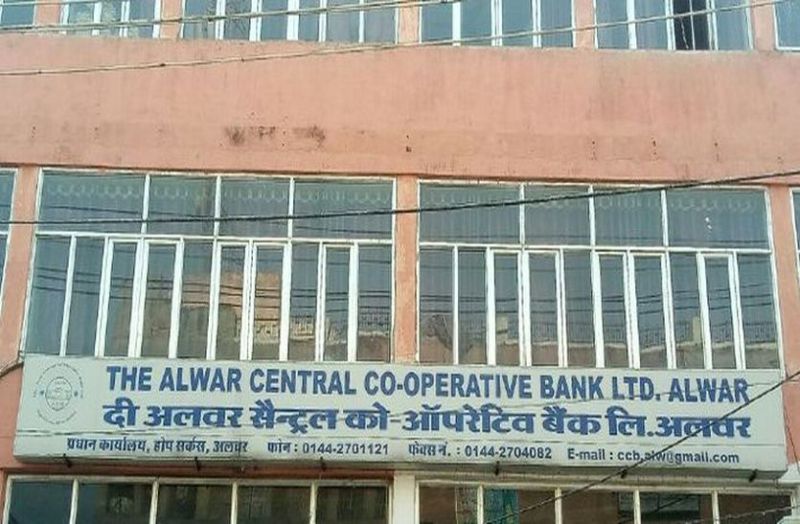 THE ALWAR CENTRAL CO-OPERATIVE BANK LTD. ALWAR
दी अलवर सैन्ट्रल को-ऑपरेटिव बैंक लि.अलवर
प्रधान कार्यालय, होप सर्कस, अलवर फोन : 0144-2701121 फेक्स नं. : 0144-2704082 E-mail : ccb.alw@gmail.com